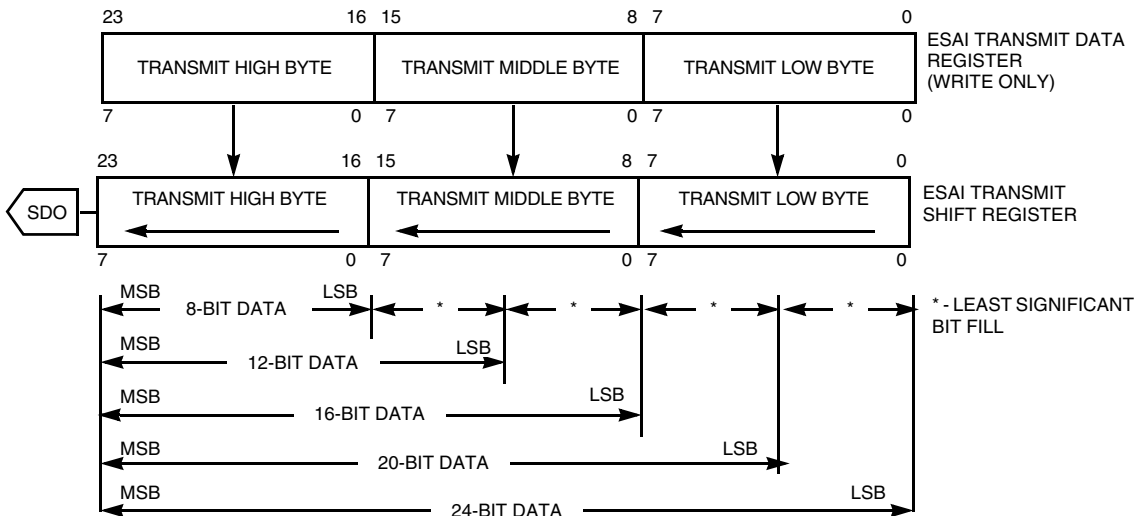 23 16 15 8 7 0
TRANSMIT HIGH BYTE TRANSMIT MIDDLE BYTE TRANSMIT LOW BYTE
ESAI TRANSMIT DATA
REGISTER
(WRITE ONLY)
7 0 7 0 7 0
23 16 15 8 7 0
SDO
TRANSMIT HIGH BYTE TRANSMIT MIDDLE BYTE TRANSMIT LOW BYTE
ESAI TRANSMIT
SHIFT REGISTER
7 0 7 0 7 0
MSB LSB
8-BIT DATA * * * *
* - LEAST SIGNIFICANT
BIT FILL
MSB LSB
12-BIT DATA
MSB LSB
16-BIT DATA
MSB LSB
20-BIT DATA
MSB LSB
24-BIT DATA